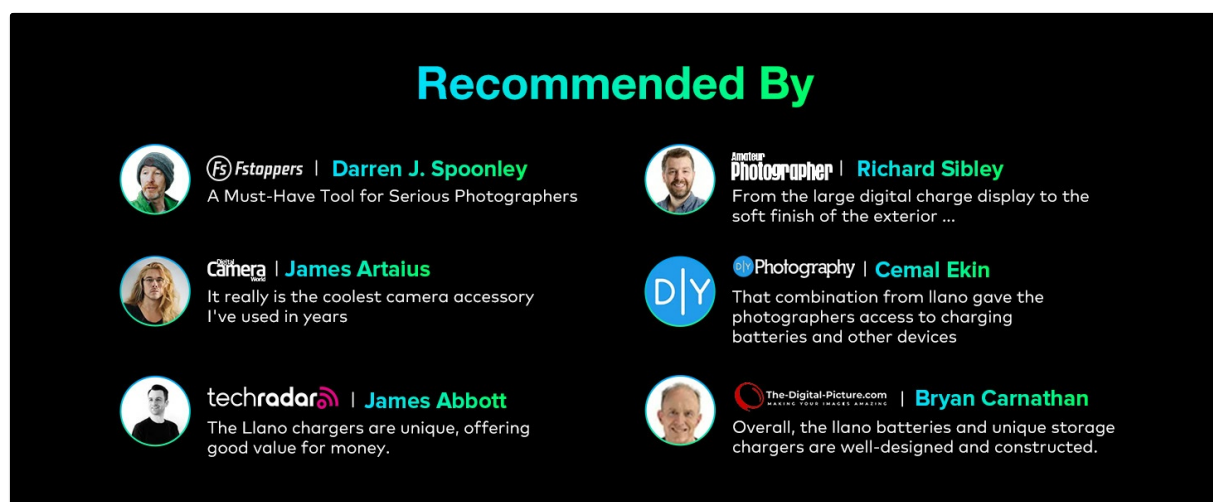 Recommended By
Fs Fstoppers | Darren J. Spoonley
A Must-Have Tool for Serious Photographers
Amateur Photographer | Richard Sibley
From the large digital charge display to the
soft finish of the exterior ...
Digital Camera World | James Artaius
It really is the coolest camera accessory
I've used in years
D|Y
DIY Photography | Cemal Ekin
That combination from llano gave the
photographers access to charging
batteries and other devices
techradar | James Abbott
The Llano chargers are unique, offering
good value for money.
The-Digital-Picture.com | Bryan Carnathan
MAKING YOUR IMAGES AMAZING
Overall, the llano batteries and unique storage
chargers are well-designed and constructed.